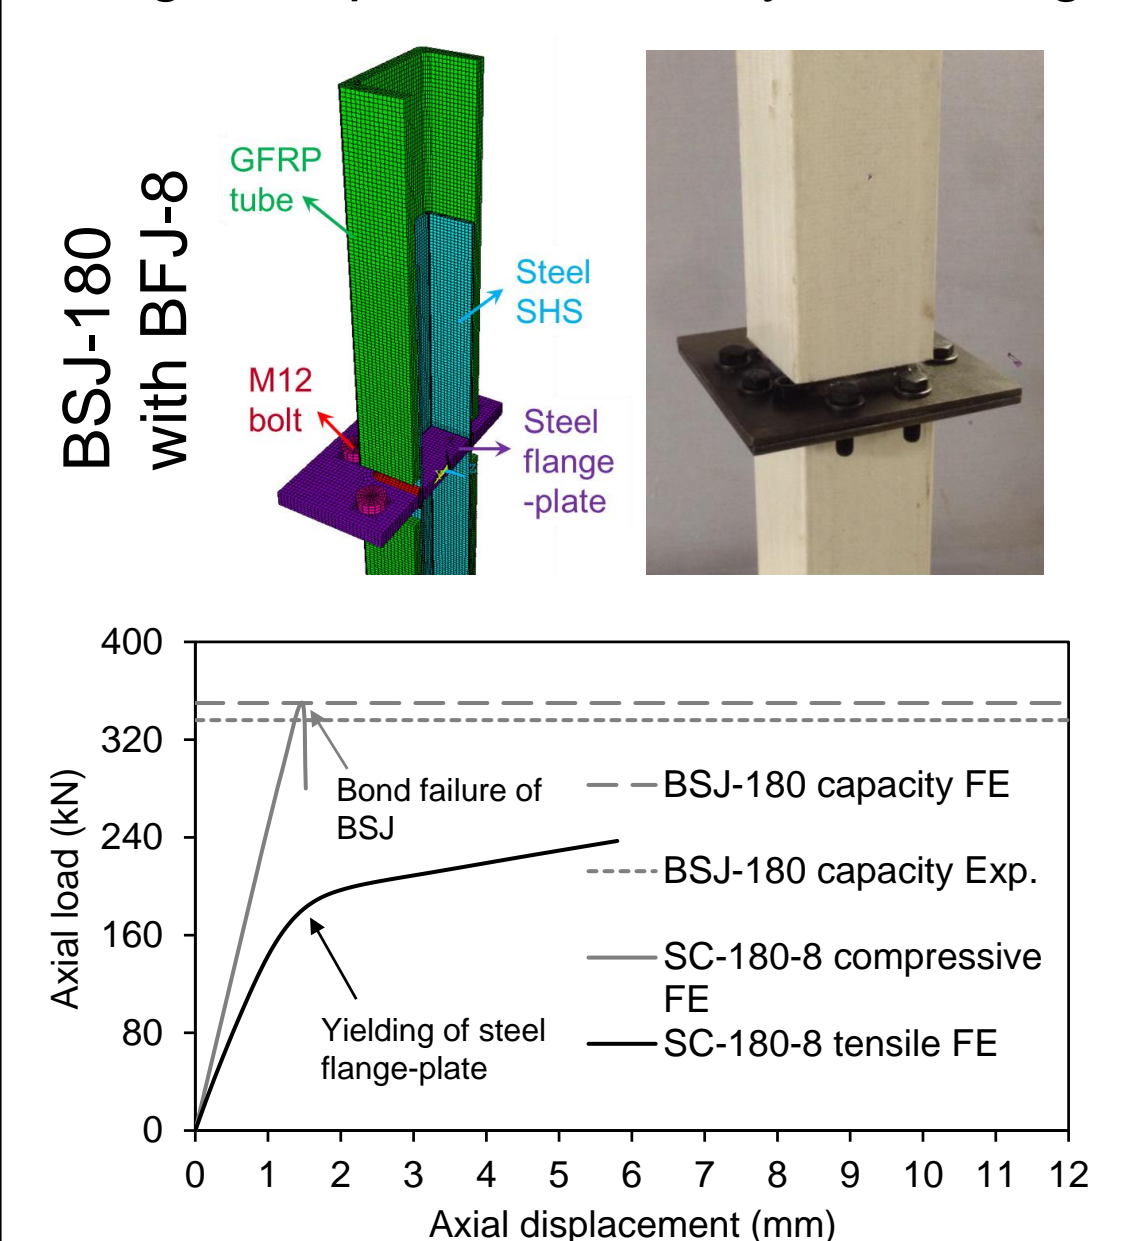 BSJ-180
with BFJ-8
GFRP
tube
Steel
SHS
M12
bolt
Steel
flange
-plate
400
320
240
160
80
0
Axial load (kN)
Bond failure of
BSJ
Yielding of steel
flange-plate
BSJ-180 capacity FE
BSJ-180 capacity Exp.
SC-180-8 compressive
FE
SC-180-8 tensile FE
0 1 2 3 4 5 6 7 8 9 10 11 12
Axial displacement (mm)